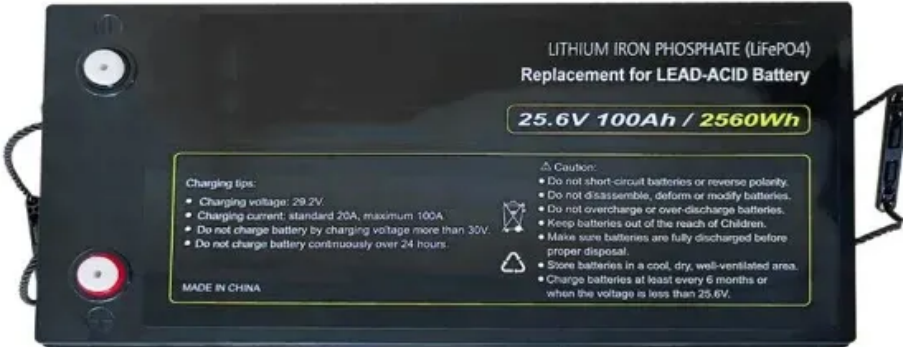 LITHIUM IRON PHOSPHATE (LiFePO4)
Replacement for LEAD-ACID Battery
25.6V 100Ah / 2560Wh
Charging tips:
• Charging voltage: 29.2V.
• Charging current: standard 20A, maximum 100A
• Do not charge battery by charging voltage more than 30V.
• Do not charge battery continuously over 24 hours.
MADE IN CHINA
⚠ Caution:
• Do not short-circuit batteries or reverse polarity.
• Do not disassemble, deform or modify batteries.
• Do not overcharge or over-discharge batteries.
• Keep batteries out of the reach of Children.
• Make sure batteries are fully discharged before
proper disposal.
• Store batteries in a cool, dry, well-ventilated area.
• Charge batteries at least every 6 months or
when the voltage is less than 25.6V.